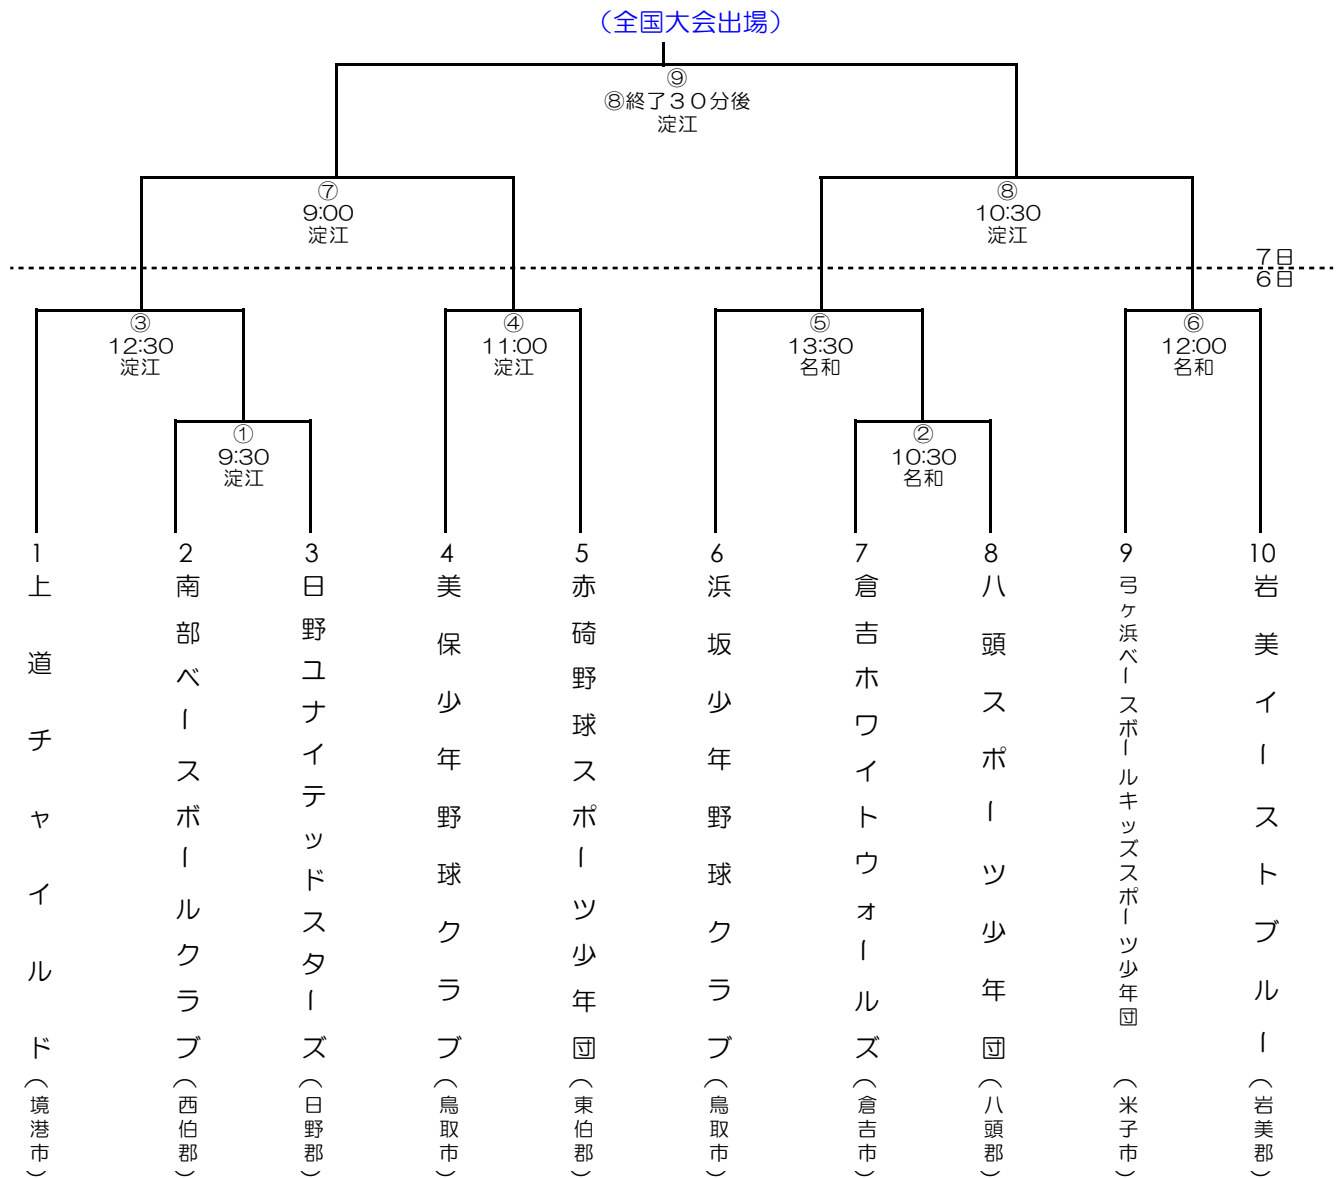 （全国大会出場）
⑨
⑧終了３０分後
淀江
⑦
9:00
淀江
⑧
10:30
淀江
７日
６日
③
12:30
淀江
④
11:00
淀江
⑤
13:30
名和
⑥
12:00
名和
①
9:30
淀江
②
10:30
名和
1
上道チャイルド
（境港市）
2
南部ベースボールクラブ
（西伯郡）
3
日野ユナイテッドスターズ
（日野郡）
4
美保少年野球クラブ
（鳥取市）
5
赤碕野球スポーツ少年団
（東伯郡）
6
浜坂少年野球クラブ
（鳥取市）
7
倉吉ホワイトウォールズ
（倉吉市）
8
八頭スポーツ少年団
（八頭郡）
9
弓ヶ浜ベースボールキッズスポーツ少年団
（米子市）
10
岩美イーストブルー
（岩美郡）